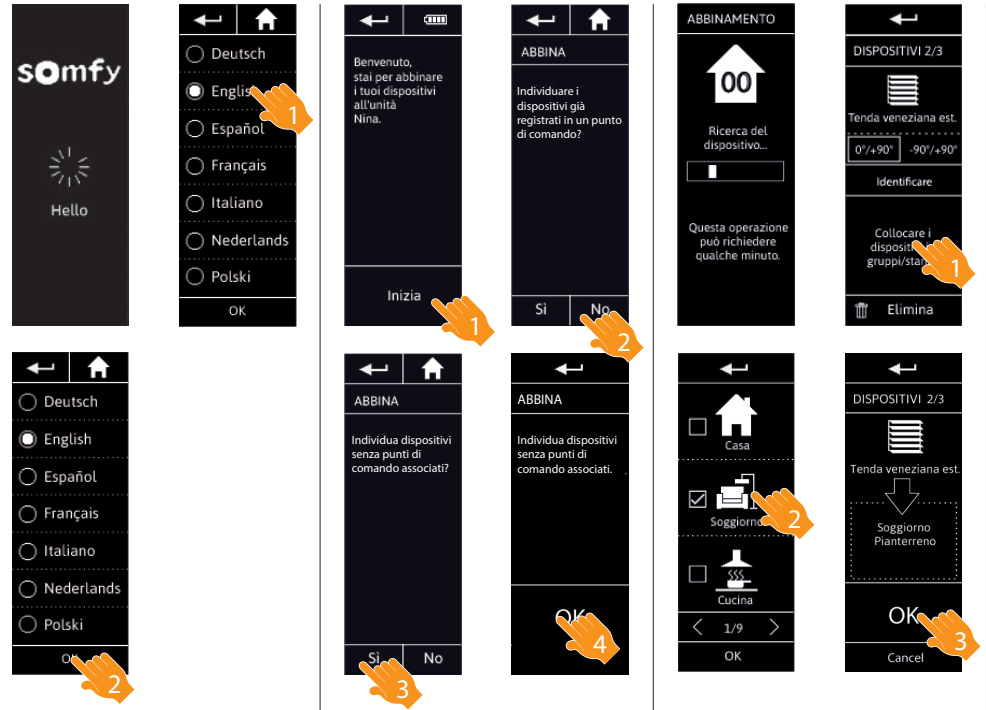 somfy
Hello
Deutsch
English
1
Español
Français
Italiano
Nederlands
Polski
OK
Deutsch
English
Español
Français
Italiano
Nederlands
Polski
2
Benvenuto,
stai per abbinare
i tuoi dispositivi
all'unità
Nina.
Inizia
1
ABBINA
Individuare i
dispositivi già
registrati in un punto
di comando?
Sì No
2
ABBINA
Individua dispositivi
senza punti di
comando associati?
Sì No
3
ABBINA
Individua dispositivi
senza punti di
comando associati.
OK
4
ABBINAMENTO
00
Ricerca del
dispositivo...
Questa operazione
può richiedere
qualche minuto.
DISPOSITIVI 2/3
Tenda veneziana est.
0°/+90° -90°/+90°
Identificare
Collocare i
gruppi/stan
1
Elimina
Casa
Soggiorno
2
Cucina
< 1/9 >
OK
DISPOSITIVI 2/3
Tenda veneziana est.
Soggiorno
Pianterreno
OK
3
Cancel